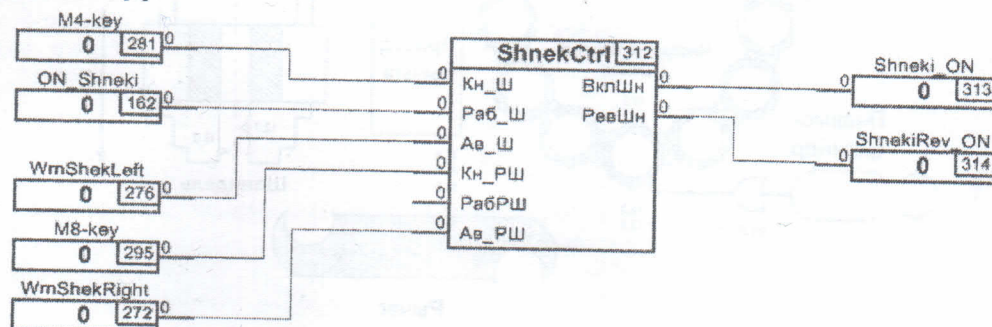 M4-key
0 281 0
ON_Shneki
0 162 0
WrnShekLeft
0 276 0
M8-key
0 295 0
WrnShekRight
0 272 0
ShnekCtrl 312
0 Кн_Ш ВклШн 0
0 Раб_Ш РевШн 0
0 Ав_Ш
0 Кн_РШ
0 РабРШ
0 Ав_РШ
Shneki_ON
0 0 313
ShnekiRev_ON
0 0 314